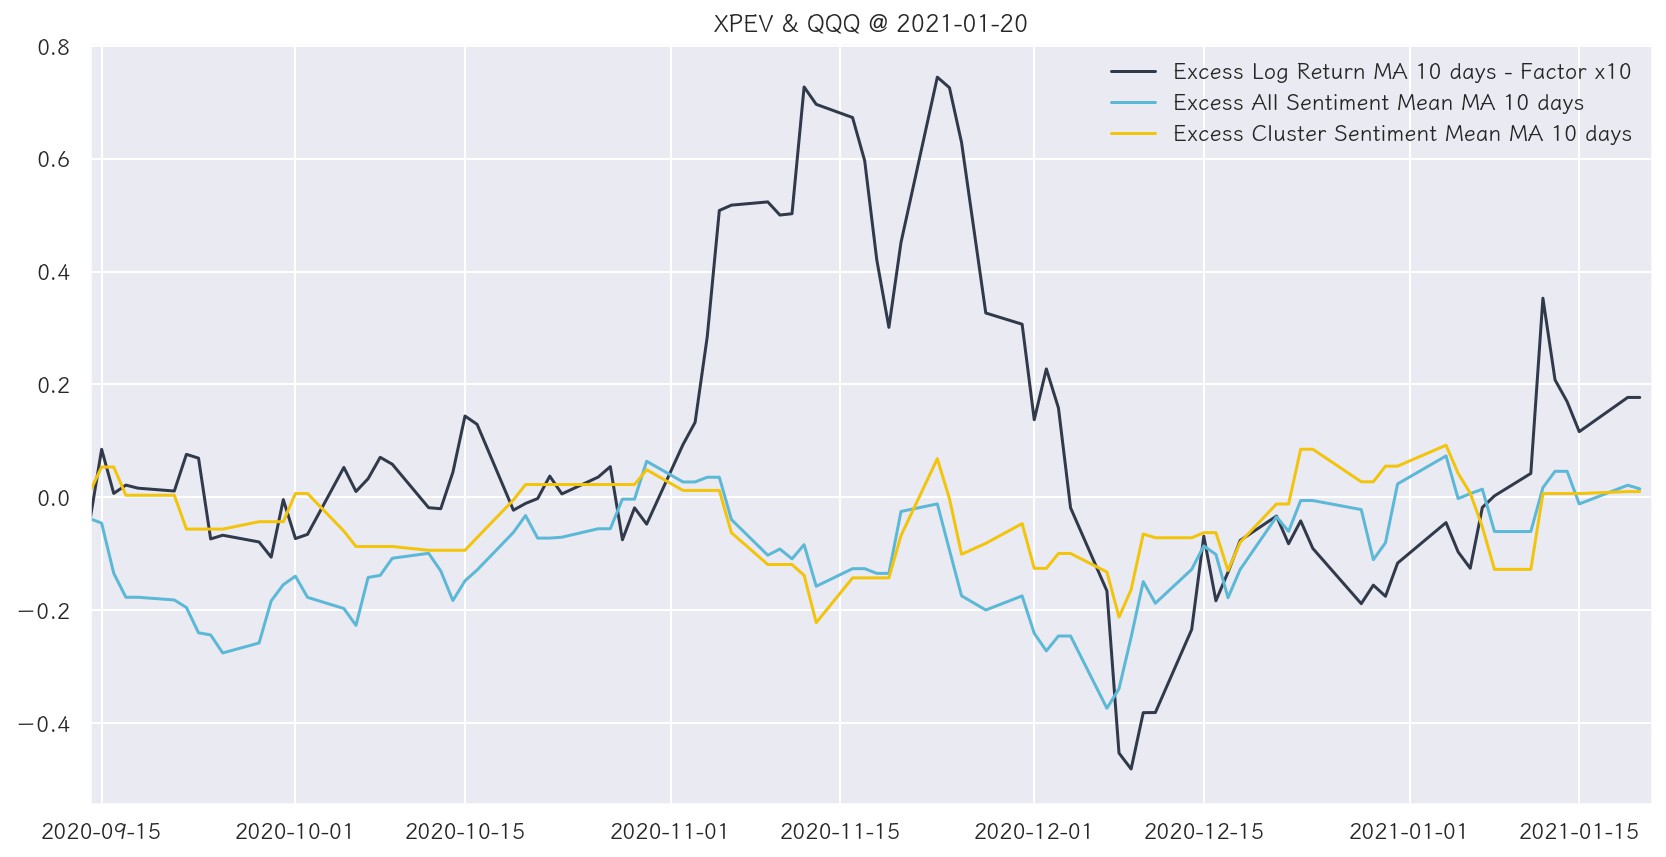 XPEV & QQQ @ 2021-01-20
Excess Log Return MA 10 days - Factor x10
Excess All Sentiment Mean MA 10 days
Excess Cluster Sentiment Mean MA 10 days
0.8
0.6
0.4
0.2
0.0
−0.2
−0.4
2020-09-15 2020-10-01 2020-10-15 2020-11-01 2020-11-15 2020-12-01 2020-12-15 2021-01-01 2021-01-15